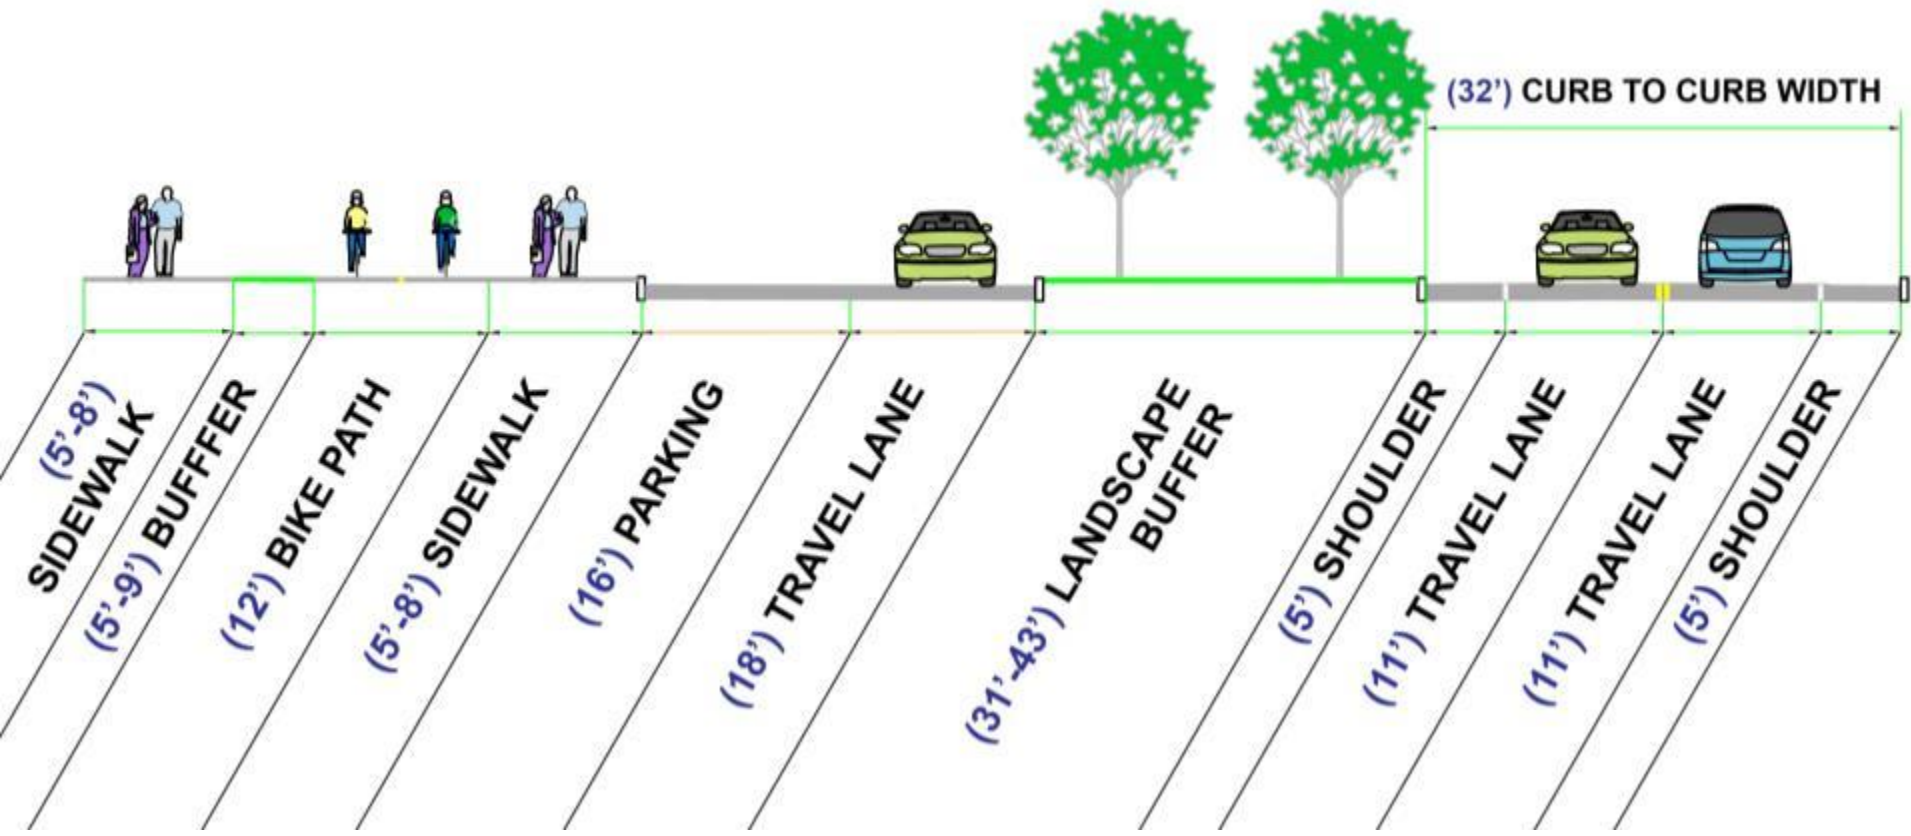 (32’) CURB TO CURB WIDTH
(5’-8’)
SIDEWALK
(5’-9’) BUFFFER
(12’) BIKE PATH
(5’-8’) SIDEWALK
(16’) PARKING
(18’) TRAVEL LANE
(31’-43’) LANDSCAPE
BUFFER
(5’) SHOULDER
(11’) TRAVEL LANE
(11’) TRAVEL LANE
(5’) SHOULDER